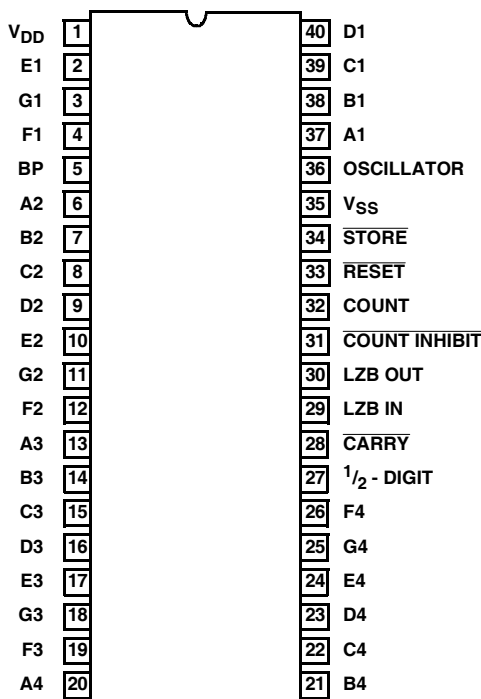 VDD 1 40 D1
E1 2 39 C1
G1 3 38 B1
F1 4 37 A1
BP 5 36 OSCILLATOR
A2 6 35 VSS
B2 7 34 STORE
C2 8 33 RESET
D2 9 32 COUNT
E2 10 31 COUNT INHIBIT
G2 11 30 LZB OUT
F2 12 29 LZB IN
A3 13 28 CARRY
B3 14 27 1/2 - DIGIT
C3 15 26 F4
D3 16 25 G4
E3 17 24 E4
G3 18 23 D4
F3 19 22 C4
A4 20 21 B4